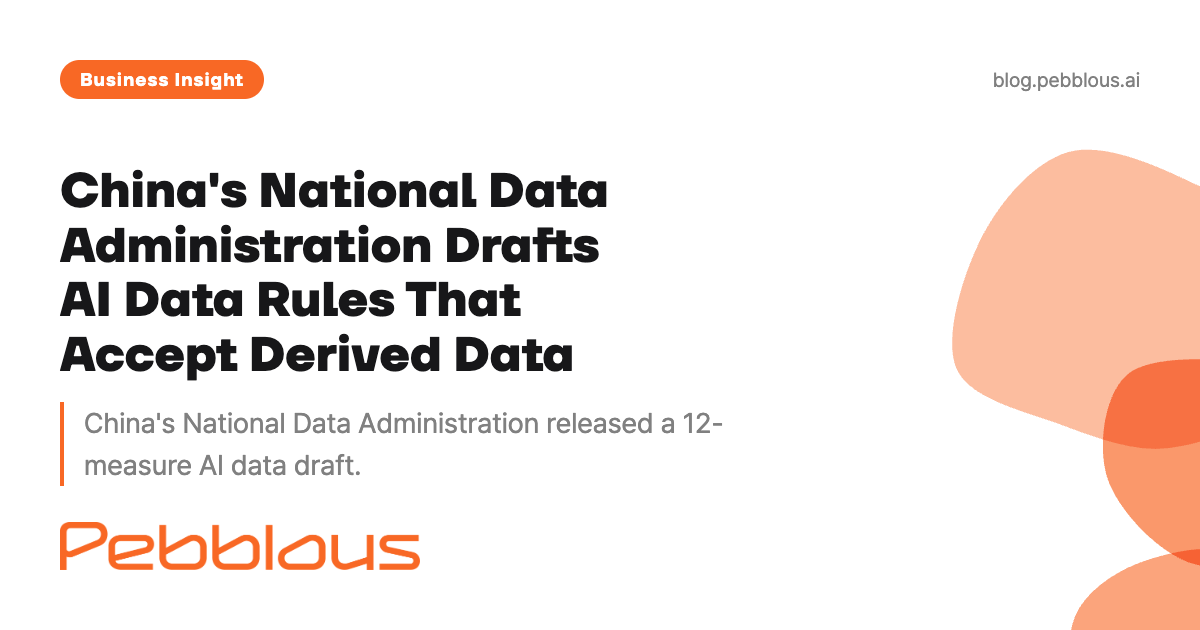 Business Insight
blog.pebblous.ai
China's National Data
Administration Drafts
AI Data Rules That
Accept Derived Data
China's National Data Administration released a 12-
measure AI data draft.
Pebblous